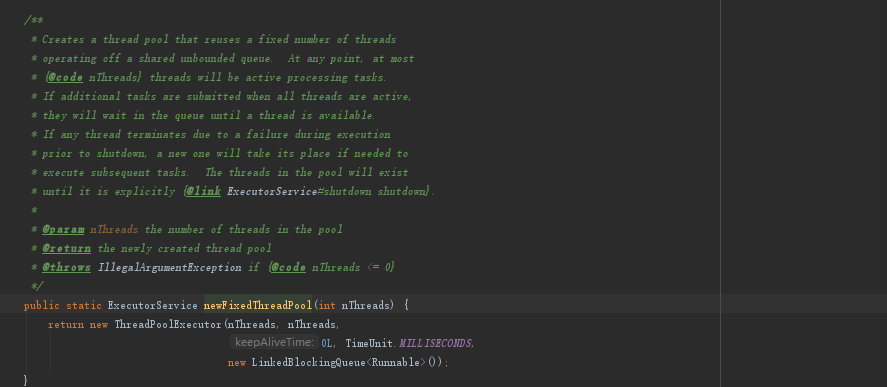 /**
* Creates a thread pool that reuses a fixed number of threads
* operating off a shared unbounded queue.  At any point, at most
* {@code nThreads} threads will be active processing tasks.
* If additional tasks are submitted when all threads are active,
* they will wait in the queue until a thread is available.
* If any thread terminates due to a failure during execution
* prior to shutdown, a new one will take its place if needed to
* execute subsequent tasks.  The threads in the pool will exist
* until it is explicitly {@link ExecutorService#shutdown shutdown}.
*
* @param nThreads the number of threads in the pool
* @return the newly created thread pool
* @throws IllegalArgumentException if {@code nThreads <= 0}
*/
public static ExecutorService newFixedThreadPool(int nThreads) {
return new ThreadPoolExecutor(nThreads, nThreads,
keepAliveTime: 0L, TimeUnit.MILLISECONDS,
new LinkedBlockingQueue<Runnable>());
}